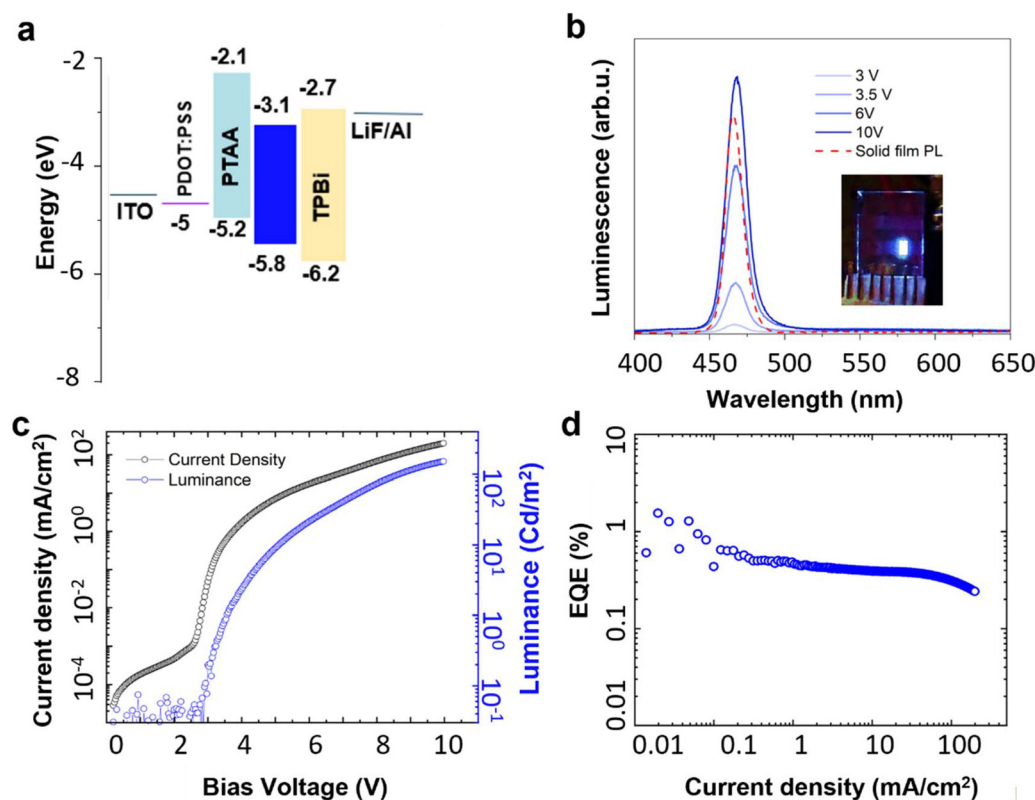 a
Energy (eV)
-2
-4
-6
-8
ITO
PDOT:PSS
-5
-2.1
PTAA
-5.2
-3.1
-5.8
-2.7
TPBi
-6.2
LiF/Al
b
Luminescence (arb.u.)
3 V
3.5 V
6V
10V
Solid film PL
400 450 500 550 600 650
Wavelength (nm)
c
Current density (mA/cm²)
10²
10⁰
10⁻²
10⁻⁴
Current Density
Luminance
10²
10¹
10⁰
10⁻¹
Luminance (Cd/m²)
0 2 4 6 8 10
Bias Voltage (V)
d
EQE (%)
10
1
0.1
0.01
0.01 0.1 1 10 100
Current density (mA/cm²)